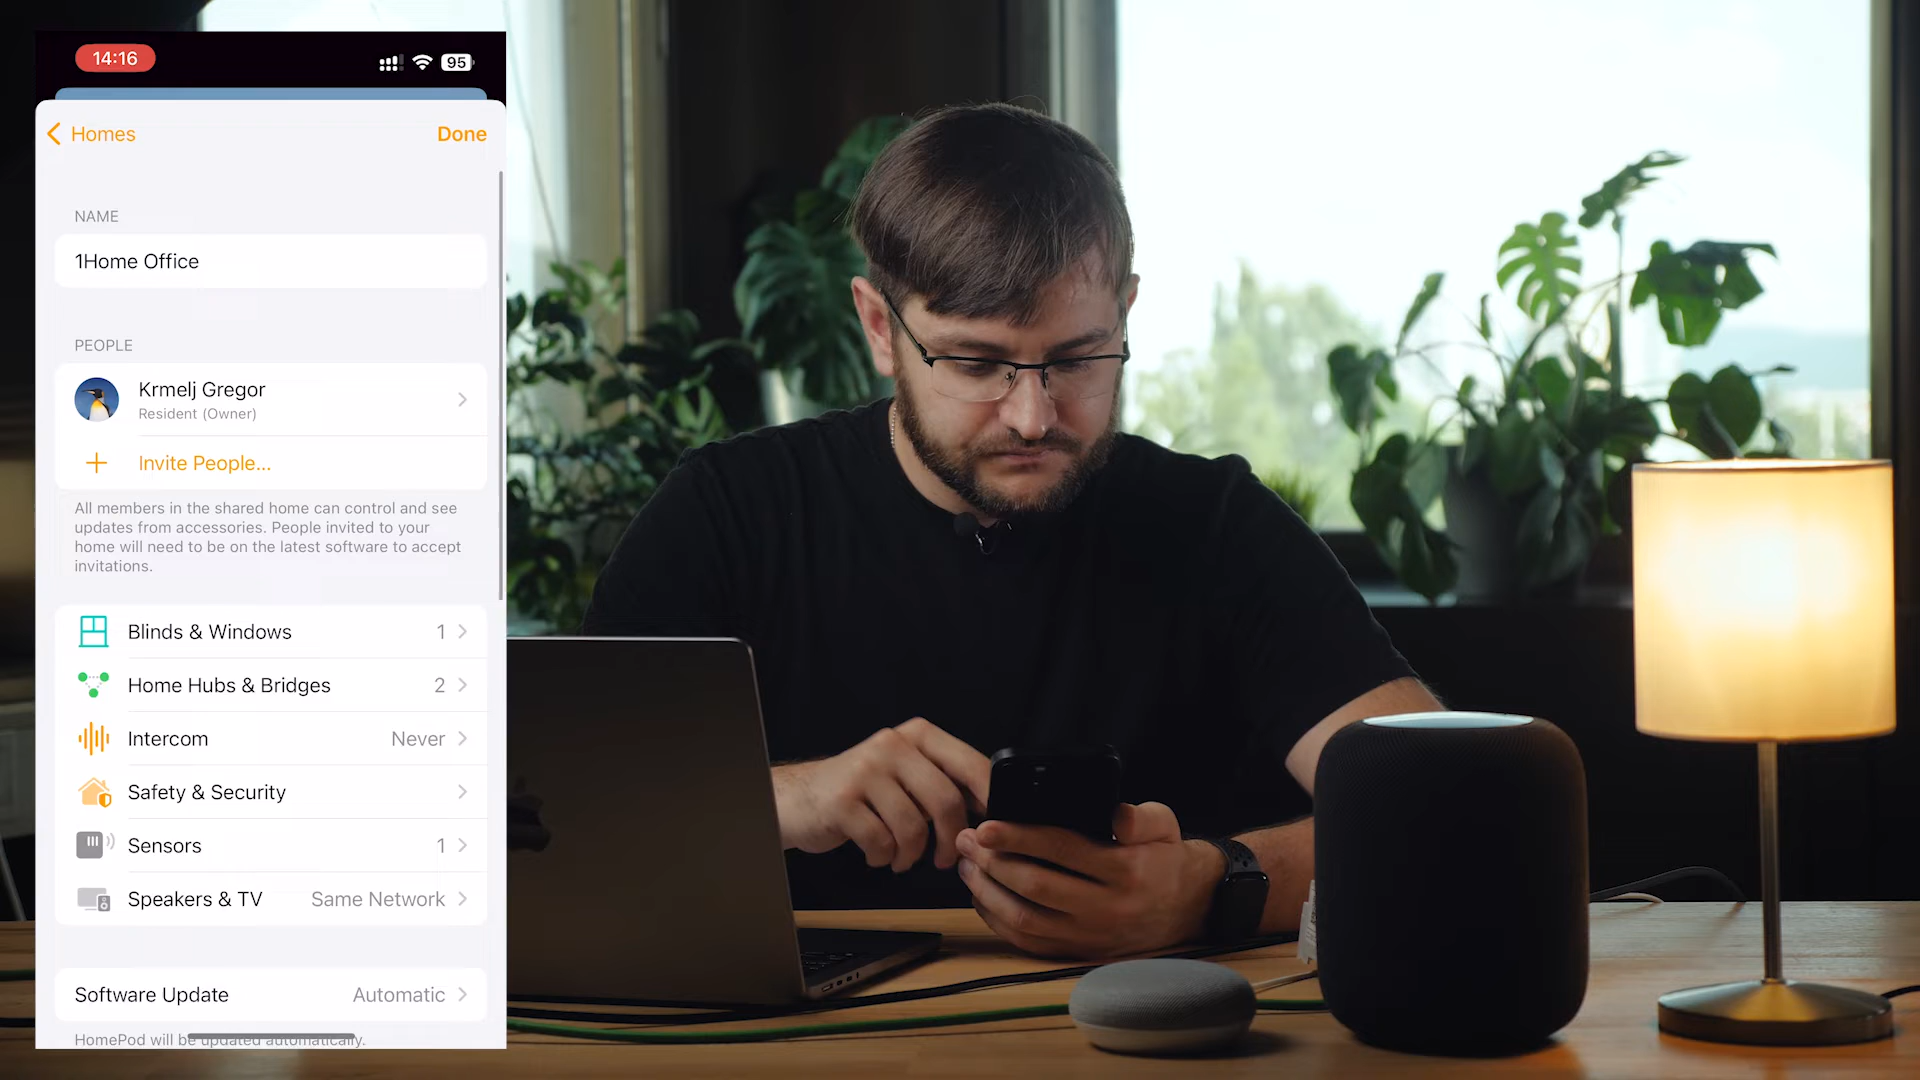 14:16
95
Homes
Done
NAME
1Home Office
PEOPLE
Krmelj Gregor
Resident (Owner)
Invite People...
All members in the shared home can control and see
updates from accessories. People invited to your
home will need to be on the latest software to accept
invitations.
Blinds & Windows 1
Home Hubs & Bridges 2
Intercom Never
Safety & Security
Sensors 1
Speakers & TV Same Network
Software Update Automatic
HomePod will be updated automatically.